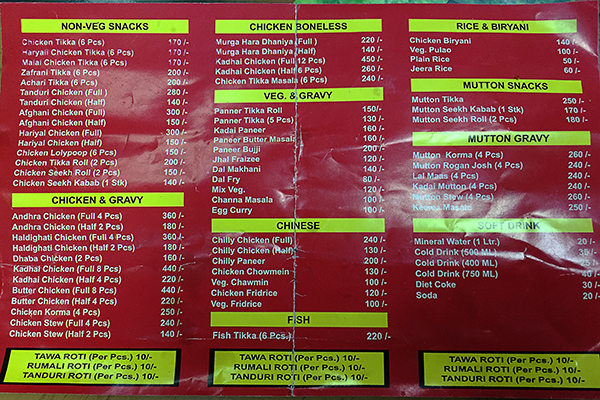 NON-VEG SNACKS
Chicken Tikka (6 Pcs) 170 /-
Haryali Chicken Tikka (6 Pcs) 170 /-
Malai Chicken Tikka (6 Pcs) 170 /-
Zafrani Tikka (6 Pcs) 200 /-
Achari Tikka (6 Pcs) 200 /-
Tanduri Chicken (Full ) 280 /-
Tanduri Chicken (Half) 140 /-
Afghani Chicken (Full) 300 /-
Afghani Chicken (Half) 150 /-
Hariyal Chicken (Full) 300 /-
Hariyal Chicken (Half) 150 /-
Chicken Lolypoop (6 Pcs) 150 /-
Chicken Tikka Roll (2 Pcs) 200 /-
Chicken Seekh Roll (2 Pcs) 150 /-
Chicken Seekh Kabab (1 Stk) 140 /-
CHICKEN & GRAVY
Andhra Chicken (Full 4 Pcs) 360 /-
Andhra Chicken (Half 2 Pcs) 180 /-
Haldighati Chicken (Full 4 Pcs) 360 /-
Haldighati Chicken (Half 2 Pcs) 180 /-
Dhaba Chicken (2 Pcs) 160 /-
Kadhai Chicken (Full 8 Pcs) 440 /-
Kadhai Chicken (Half 4 Pcs) 220 /-
Butter Chicken (Full 8 Pcs) 440 /-
Butter Chicken (Half 4 Pcs) 220 /-
Chicken Korma (4 Pcs) 250 /-
Chicken Stew (Full 4 Pcs) 240 /-
Chicken Stew (Half 2 Pcs) 140 /-
TAWA ROTI (Per Pcs.) 10/-
RUMALI ROTI (Per Pcs.) 10/-
TANDURI ROTI (Per Pcs.) 10/-
CHICKEN BONELESS
Murga Hara Dhaniya (Full) 220 /-
Murga Hara Dhaniya (Half) 140 /-
Kadhai Chicken (Full 12 Pcs) 450 /-
Kadhai Chicken (Half 6 Pcs) 260 /-
Chicken Tikka Masala (6 Pcs) 240 /-
VEG. & GRAVY
Panner Tikka Roll 150/-
Panner Tikka (5 Pcs) 130 /-
Kadai Paneer 160 /-
Paneer Butter Masala 160 /-
Paneer Bujji 200 /-
Jhal Fraizee 120 /-
Dal Makhani 140 /-
Dal Fry 80 /-
Mix Veg. 120 /-
Channa Masala 100 /-
Egg Curry 100 /-
CHINESE
Chilly Chicken (Full) 240 /-
Chilly Chicken (Half) 130 /-
Chilly Paneer 200 /-
Chicken Chowmein 130 /-
Veg. Chawmin 100 /-
Chicken Fridrice 120 /-
Veg. Fridrice 100 /-
FISH
Fish Tikka (6 Pcs.) 220 /-
TAWA ROTI (Per Pcs.) 10/-
RUMALI ROTI (Per Pcs.) 10/-
TANDURI ROTI (Per Pcs.) 10/-
RICE & BIRYANI
Chicken Biryani 140 /-
Veg. Pulao 100 /-
Plain Rice 50 /-
Jeera Rice 60 /-
MUTTON SNACKS
Mutton Tikka 250 /-
Mutton Seekh Kabab (1 Stk) 170/-
Mutton Seekh Roll (2 Pcs) 180 /-
MUTTON GRAVY
Mutton Korma (4 Pcs) 260 /-
Mutton Rogan Josh (4 Pcs) 240 /-
Lal Maas (4 Pcs) 260 /-
Kadai Mutton (4 Pcs) 250 /-
Mutton Stew (4 Pcs) 260 /-
Keema Masala 250 /-
SOFT DRINK
Mineral Water (1 Ltr.) 20 /-
Cold Drink (500 ML) 35 /-
Cold Drink (400 ML) 25 /-
Cold Drink (750 ML) 40 /-
Diet Coke 30 /-
Soda 20 /-
TAWA ROTI (Per Pcs.) 10/-
RUMALI ROTI (Per Pcs.) 10/-
TANDURI ROTI (Per Pcs.) 10/-